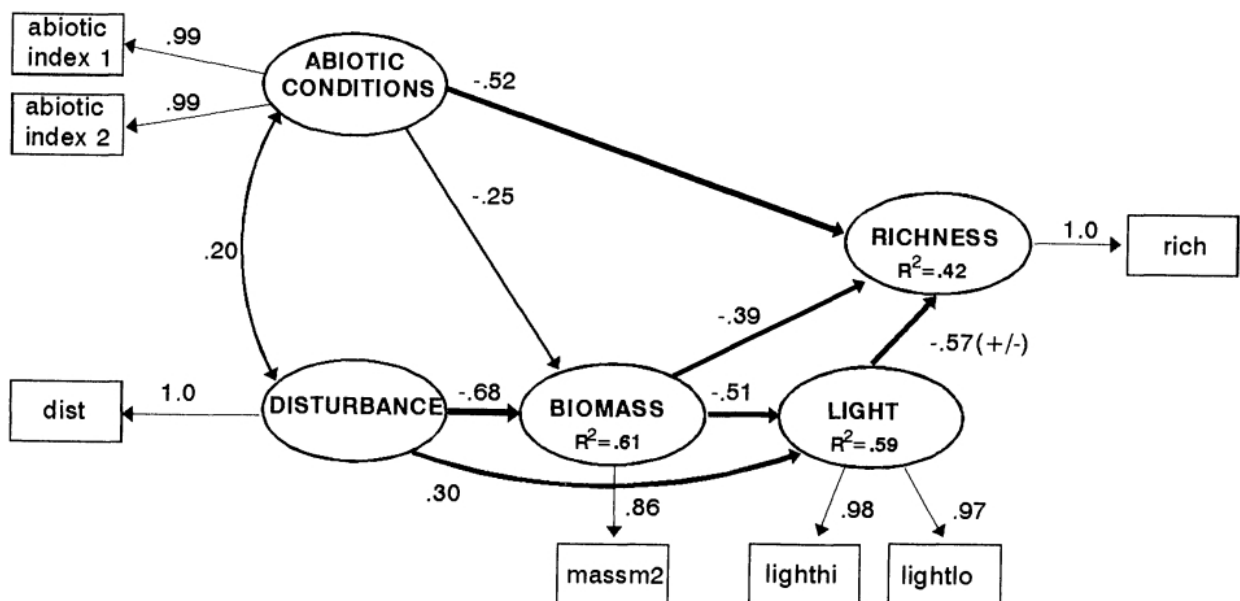 abiotic
index 1
.99
ABIOTIC
CONDITIONS
-.52
abiotic
index 2
.99
-.25
.20
RICHNESS
R²=.42
1.0
rich
-.39
-.57(+/-)
dist
1.0
DISTURBANCE
-.68
BIOMASS
R²=.61
-.51
LIGHT
R²=.59
.30
.86
.98
.97
massm2
lighthi
lightlo